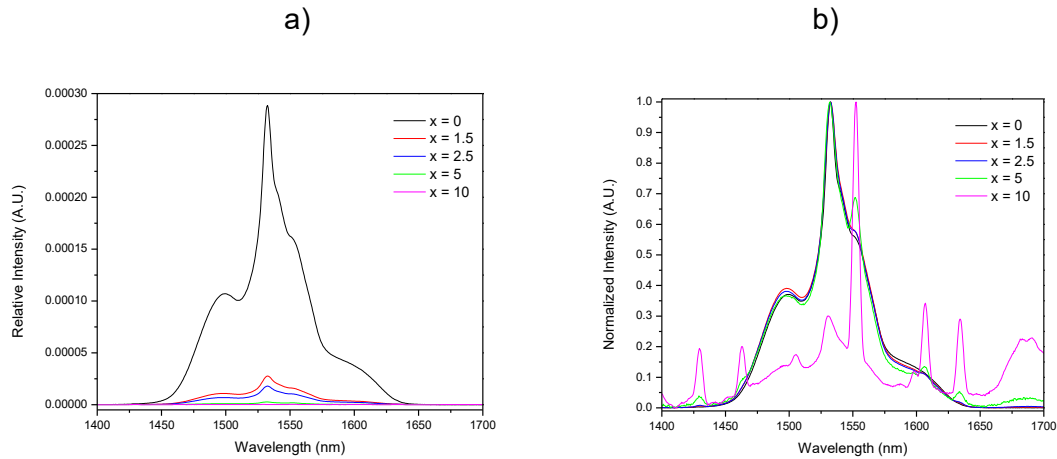 a)
b)
0.00030
0.00025
0.00020
0.00015
0.00010
0.00005
0.00000
1400 1450 1500 1550 1600 1650 1700
Relative Intensity (A.U.)
Wavelength (nm)
x = 0
x = 1.5
x = 2.5
x = 5
x = 10
1.0
0.9
0.8
0.7
0.6
0.5
0.4
0.3
0.2
0.1
0.0
1400 1450 1500 1550 1600 1650 1700
Normalized Intensity (A.U.)
Wavelength (nm)
x = 0
x = 1.5
x = 2.5
x = 5
x = 10